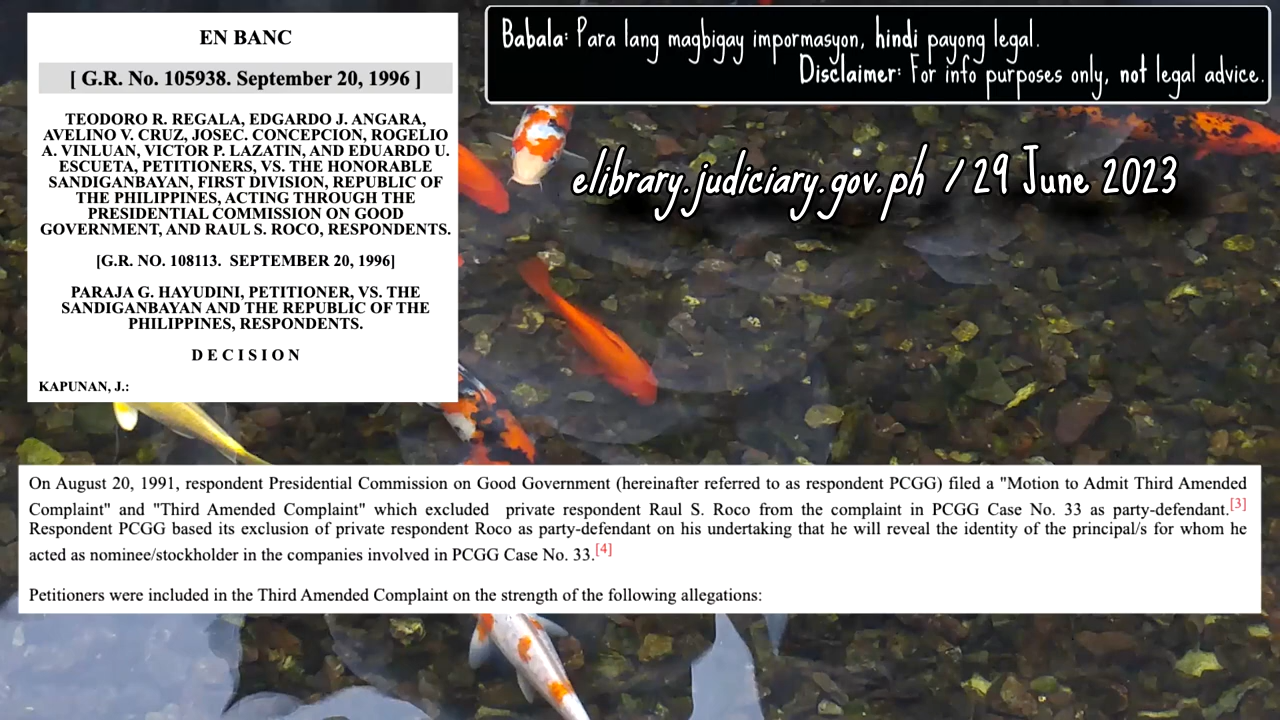 EN BANC
[ G.R. No. 105938. September 20, 1996 ]
TEODORO R. REGALA, EDGARDO J. ANGARA,
AVELINO V. CRUZ, JOSEC. CONCEPCION, ROGELIO
A. VINLUAN, VICTOR P. LAZATIN, AND EDUARDO U.
ESCUETA, PETITIONERS, VS. THE HONORABLE
SANDIGANBAYAN, FIRST DIVISION, REPUBLIC OF
THE PHILIPPINES, ACTING THROUGH THE
PRESIDENTIAL COMMISSION ON GOOD
GOVERNMENT, AND RAUL S. ROCO, RESPONDENTS.
[G.R. NO. 108113. SEPTEMBER 20, 1996]
PARAJA G. HAYUDINI, PETITIONER, VS. THE
SANDIGANBAYAN AND THE REPUBLIC OF THE
PHILIPPINES, RESPONDENTS.
D E C I S I O N
KAPUNAN, J.:
Babala: Para lang magbigay impormasyon, hindi payong legal.
Disclaimer: For info purposes only, not legal advice.
elibrary.judiciary.gov.ph / 29 June 2023
On August 20, 1991, respondent Presidential Commission on Good Government (hereinafter referred to as respondent PCGG) filed a "Motion to Admit Third Amended
Complaint" and "Third Amended Complaint" which excluded private respondent Raul S. Roco from the complaint in PCGG Case No. 33 as party-defendant.[3]
Respondent PCGG based its exclusion of private respondent Roco as party-defendant on his undertaking that he will reveal the identity of the principal/s for whom he
acted as nominee/stockholder in the companies involved in PCGG Case No. 33.[4]
Petitioners were included in the Third Amended Complaint on the strength of the following allegations: